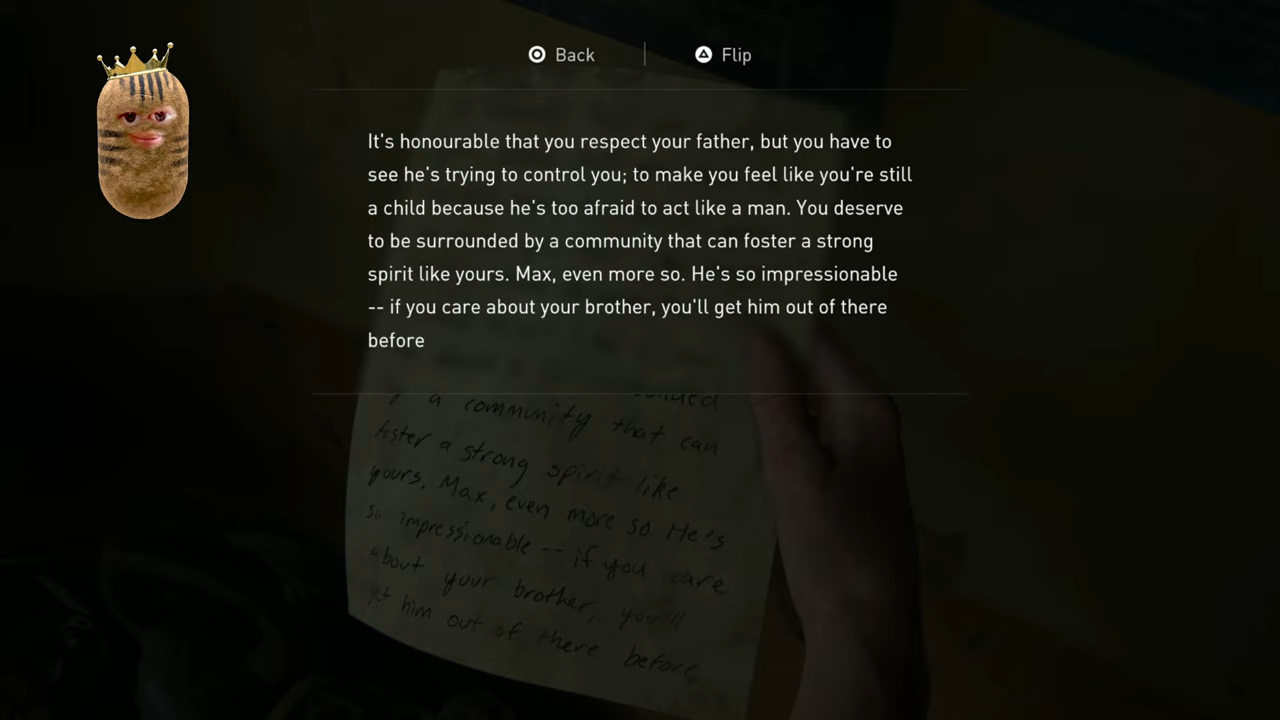 Back
Flip
It's honourable that you respect your father, but you have to
see he's trying to control you; to make you feel like you're still
a child because he's too afraid to act like a man. You deserve
to be surrounded by a community that can foster a strong
spirit like yours. Max, even more so. He's so impressionable
-- if you care about your brother, you'll get him out of there
before
a community that can
foster a strong spirit like
yours. Max, even more so. He's
so impressionable -- if you care
about your brother, you'll
get him out of there before